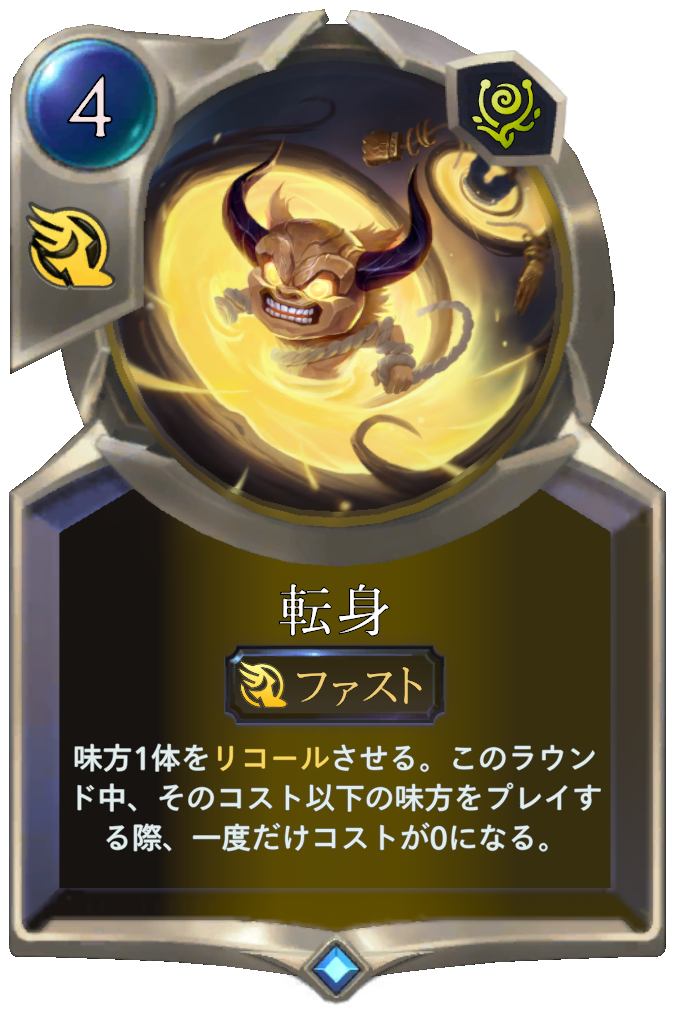 4
転身
ファスト
味方1体をリコールさせる。このラウン
ド中、そのコスト以下の味方をプレイす
る際、一度だけコストが0になる。